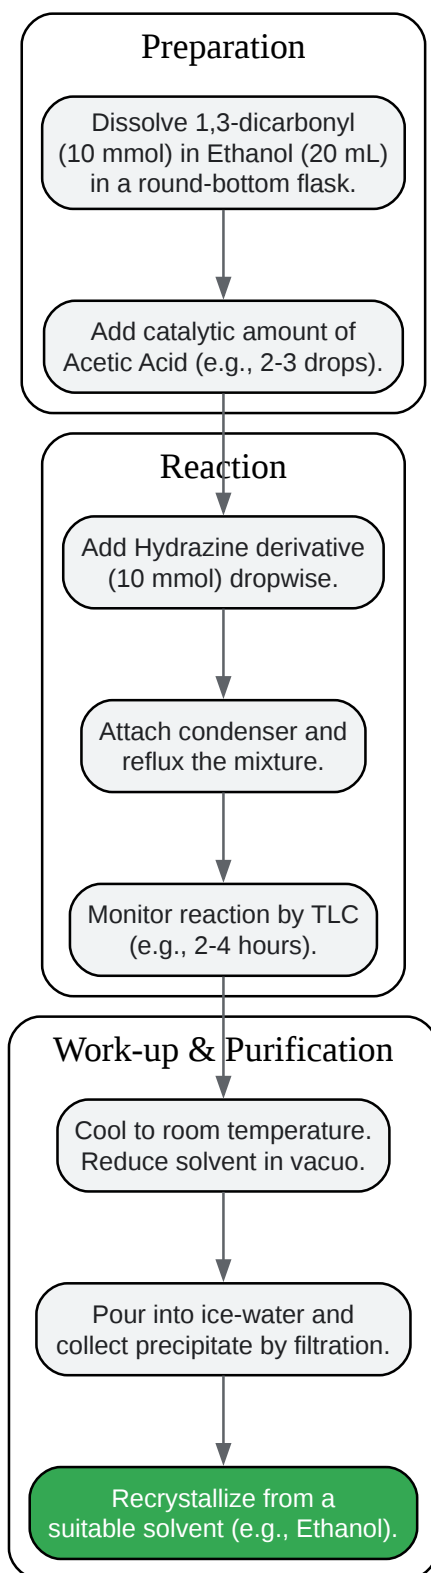 Preparation
Dissolve 1,3-dicarbonyl
(10 mmol) in Ethanol (20 mL)
in a round-bottom flask.
Add catalytic amount of
Acetic Acid (e.g., 2-3 drops).
Reaction
Add Hydrazine derivative
(10 mmol) dropwise.
Attach condenser and
reflux the mixture.
Monitor reaction by TLC
(e.g., 2-4 hours).
Work-up & Purification
Cool to room temperature.
Reduce solvent in vacuo.
Pour into ice-water and
collect precipitate by filtration.
Recrystallize from a
suitable solvent (e.g., Ethanol).